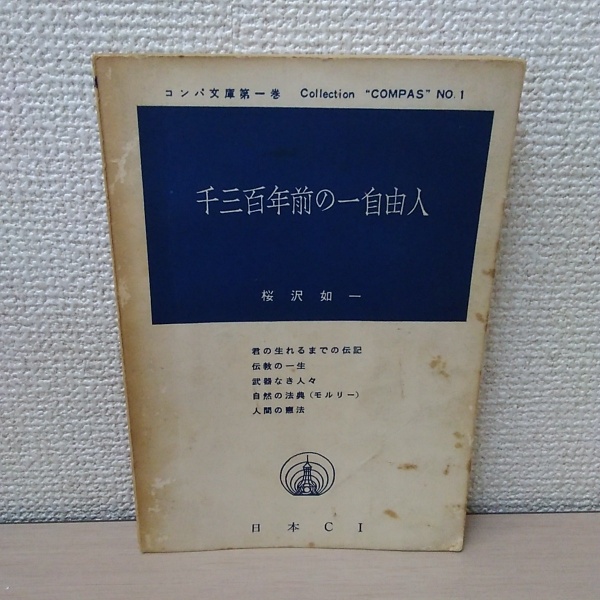 コンパ文庫第一巻 Collection "COMPAS" NO.1
千三百年前の一自由人
桜沢如一
君の生れるまでの伝記
伝教の一生
武器なき人々
自然の法典(モルリー)
人間の憲法
日本CI